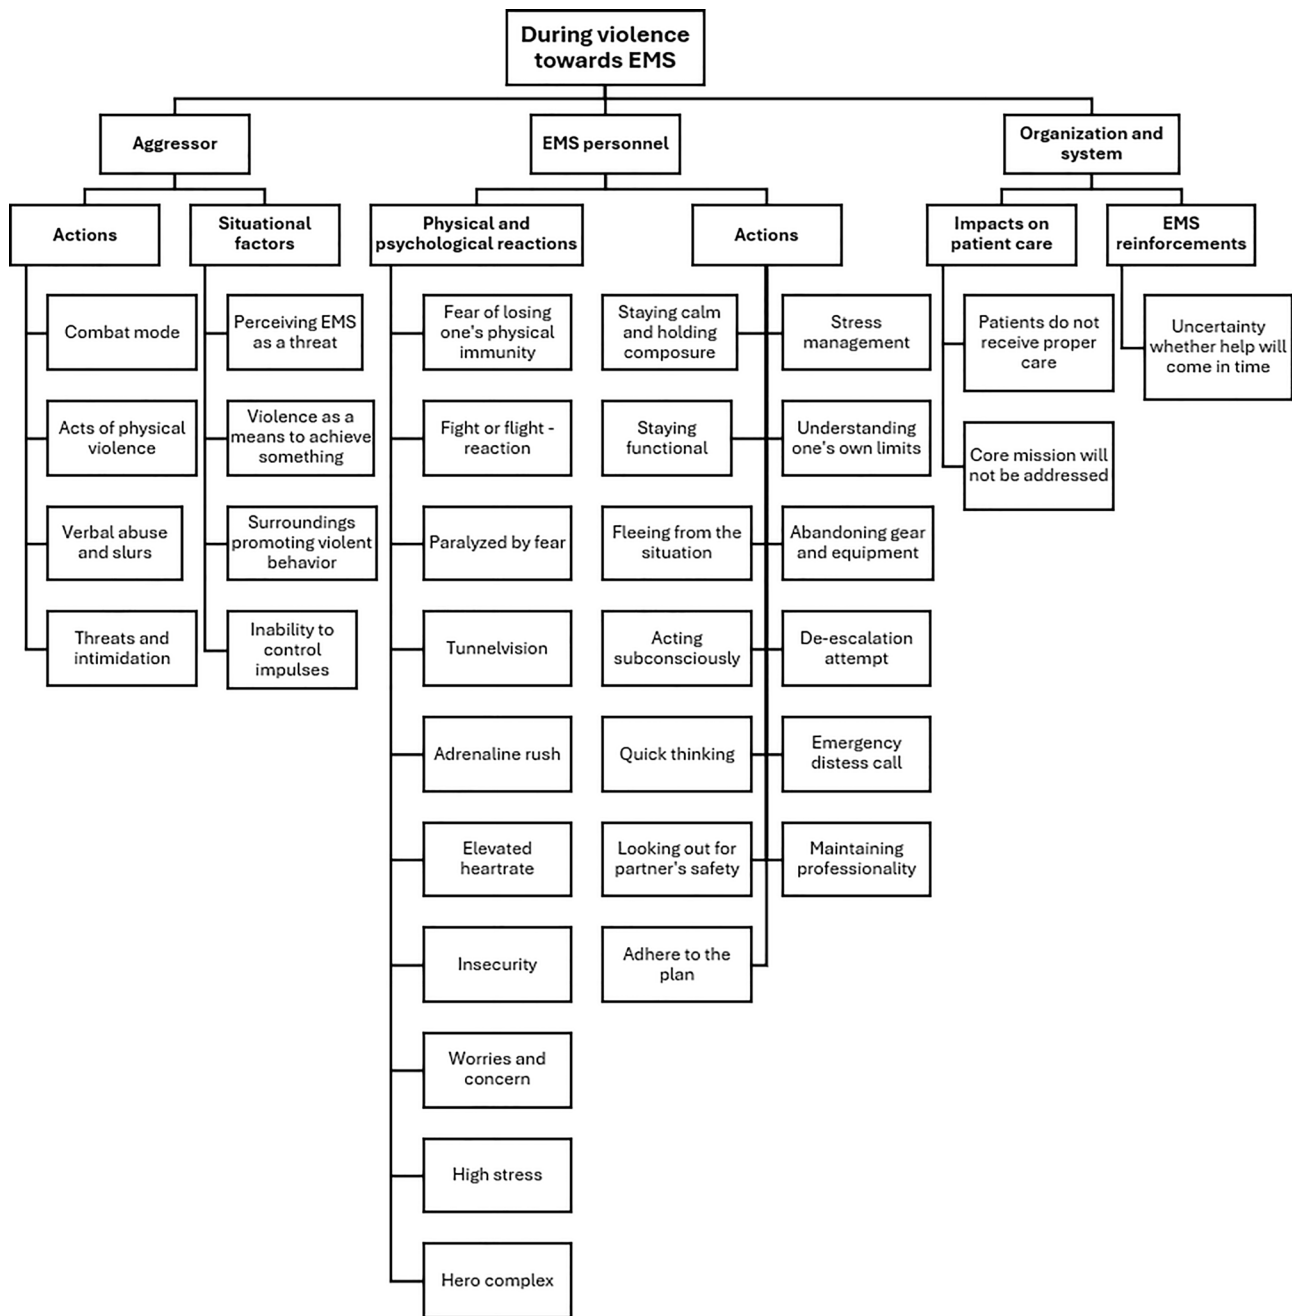 During violence
towards EMS
Aggressor
EMS personnel
Organization and
system
Actions
Situational
factors
Physical and
psychological reactions
Actions
Impacts on
patient care
EMS
reinforcements
Combat mode
Acts of physical
violence
Verbal abuse
and slurs
Threats and
intimidation
Perceiving EMS
as a threat
Violence as a
means to achieve
something
Surroundings
promoting violent
behavior
Inability to
control
impulses
Fear of losing
one's physical
immunity
Fight or flight -
reaction
Paralyzed by fear
Tunnelvision
Adrenaline rush
Elevated
heartrate
Insecurity
Worries and
concern
High stress
Hero complex
Staying calm
and holding
composure
Staying
functional
Fleeing from the
situation
Acting
subconsciously
Quick thinking
Looking out for
partner's safety
Adhere to the
plan
Stress
management
Understanding
one's own limits
Abandoning gear
and equipment
De-escalation
attempt
Emergency
distess call
Maintaining
professionality
Patients do not
receive proper
care
Core mission will
not be addressed
Uncertainty
whether help will
come in time